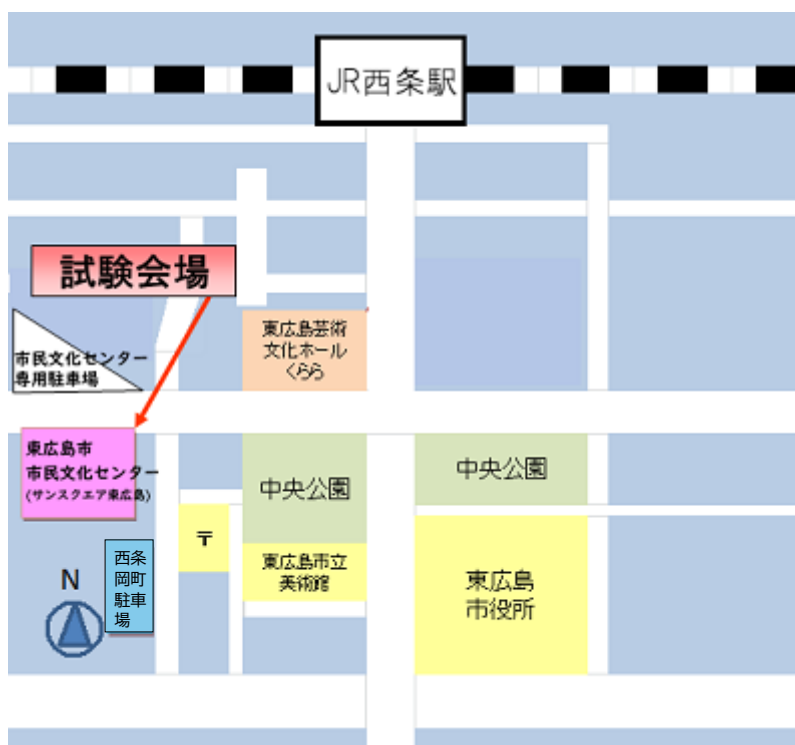 JR西条駅
試験会場
東広島芸術
文化ホール
くらら
市民文化センター
専用駐車場
東広島市
市民文化センター
(サンスクエア東広島)
中央公園
中央公園
〒
東広島市立
美術館
東広島
市役所
西条
岡町
駐車
場
N